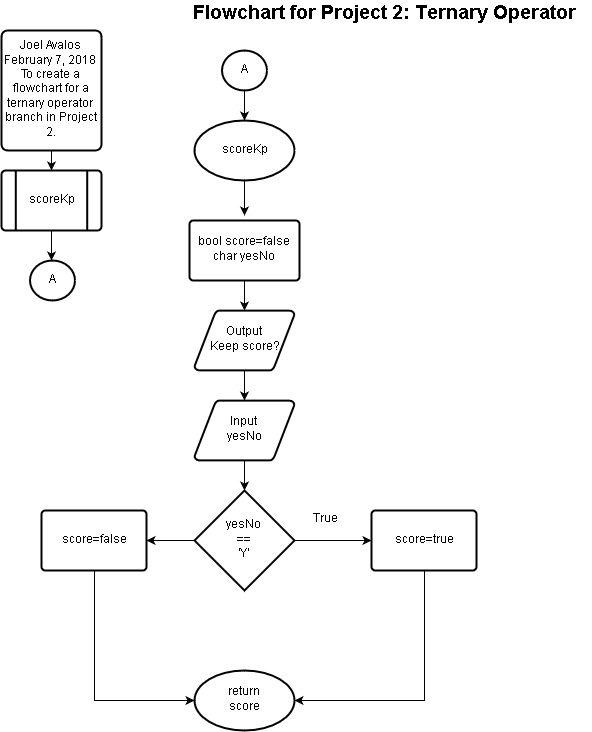 Flowchart for Project 2: Ternary Operator
Joel Avalos
February 7, 2018
To create a
flowchart for a
ternary operator
branch in Project
2.
scoreKp
A
A
scoreKp
bool score=false
char yesNo
Output
Keep score?
Input
yesNo
yesNo
==
'Y'
True
score=false
score=true
return
score